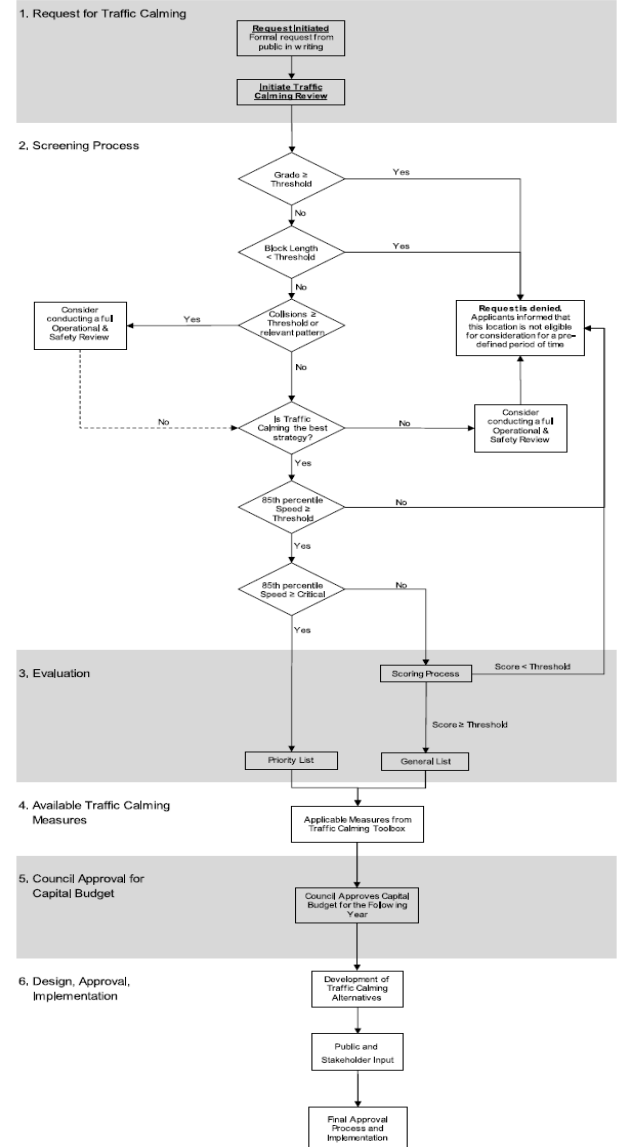 1. Request for Traffic Calming
Request Initiated
Formal request from
public in writing
Initiate Traffic
Calming Review
2. Screening Process
Grade ≥
Threshold
Yes
No
Block Length
< Threshold
Yes
No
Consider
conducting a full
Operational &
Safety Review
Yes
Collisions ≥
Threshold or
relevant pattern
Request is denied.
Applicants informed that
this location is not eligible
for consideration for a pre-
defined period of time
No
No
Is Traffic
Calming the best
strategy?
No
Consider
conducting a full
Operational &
Safety Review
Yes
85th percentile
Speed ≥
Threshold
No
Yes
85th percentile
Speed ≥ Critical
No
Yes
3. Evaluation
Scoring Process
Score < Threshold
Score ≥ Threshold
Priority List
General List
4. Available Traffic Calming
Measures
Applicable Measures from
Traffic Calming Toolbox
5. Council Approval for
Capital Budget
Council Approves Capital
Budget for the Following
Year
6. Design, Approval,
Implementation
Development of
Traffic Calming
Alternatives
Public and
Stakeholder Input
Final Approval
Process and
Implementation